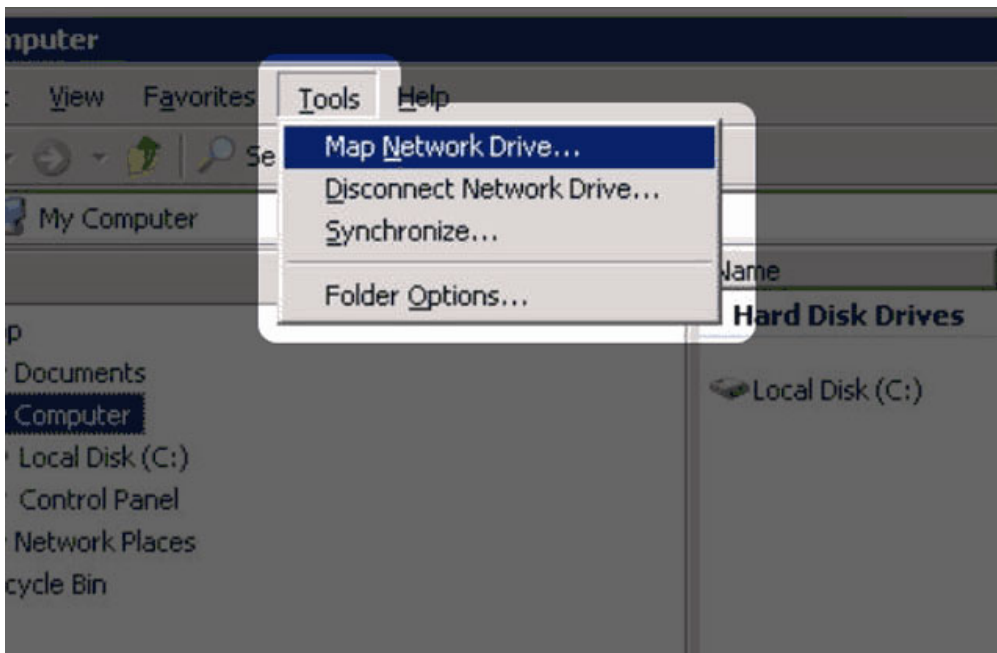 mputer
View Favorites Tools Help
Se
Map Network Drive...
My Computer
Disconnect Network Drive...
Synchronize...
Name
Folder Options...
Hard Disk Drives
p
Documents
Local Disk (C:)
Computer
Local Disk (C:)
Control Panel
Network Places
cycle Bin